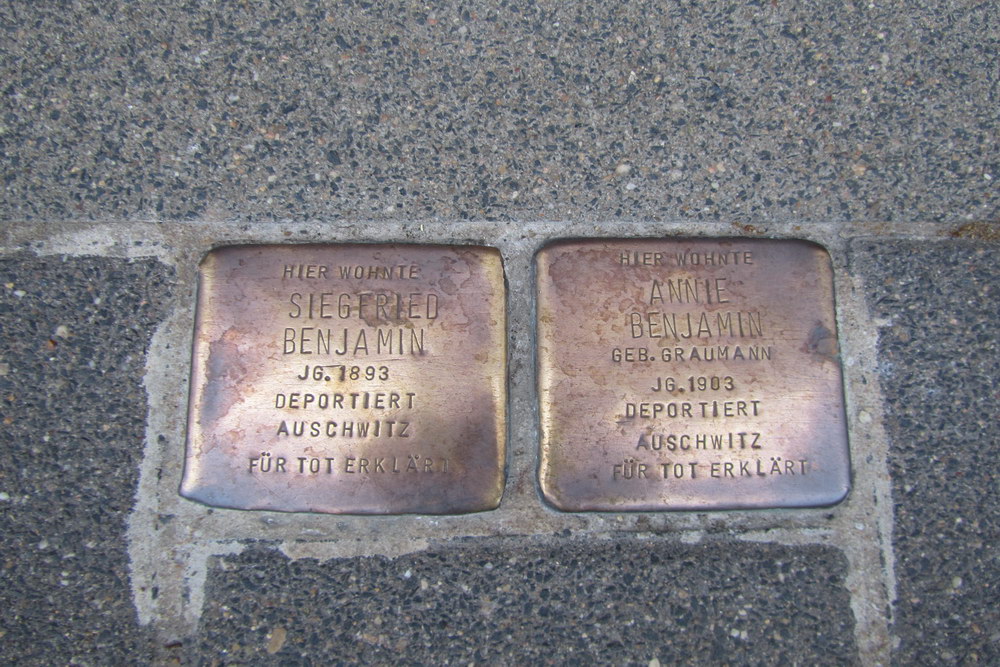 HIER WOHNTE
SIEGFRIED
BENJAMIN
JG. 1893
DEPORTIERT
AUSCHWITZ
FÜR TOT ERKLÄRT
HIER WOHNTE
ANNIE
BENJAMIN
GEB. GRAUMANN
JG. 1903
DEPORTIERT
AUSCHWITZ
FÜR TOT ERKLÄRT